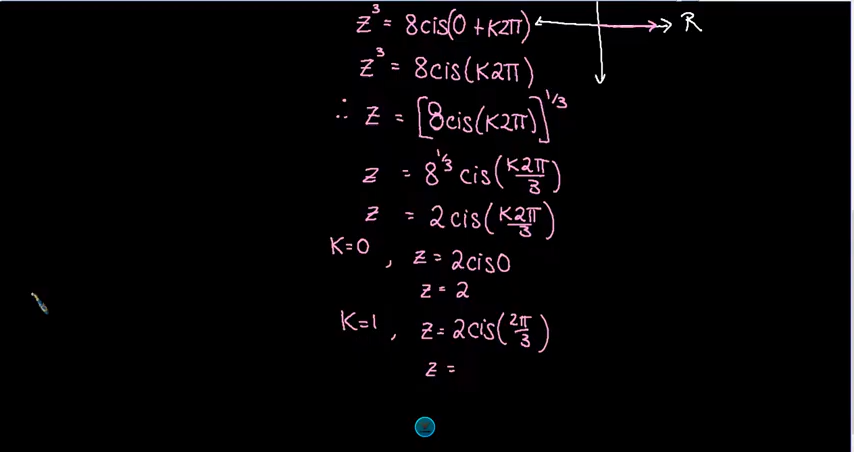 z³ = 8cis(0 + K2π)
R
z³ = 8cis(K2π)
∴ z = [8cis(K2π)]^1/3
z = 8^1/3 cis(K2π/3)
z = 2cis(K2π/3)
K=0 , z = 2cis0
z = 2
K=1 , z = 2cis(2π/3)
z =